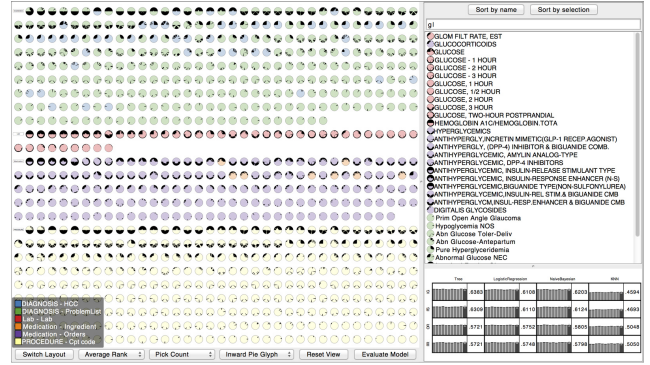 Sort by name
Sort by selection
gl
GLOM FILT RATE, EST
GLUCOCORTICOIDS
GLUCOSE
GLUCOSE - 1 HOUR
GLUCOSE - 2 HOUR
GLUCOSE - 3 HOUR
GLUCOSE, 1 HOUR
GLUCOSE, 1/2 HOUR
GLUCOSE, 2 HOUR
GLUCOSE, 3 HOUR
GLUCOSE, TWO-HOUR POSTPRANDIAL
HEMOGLOBIN A1C/HEMOGLOBIN.TOTA
HYPERGLYCEMICS
ANTIHYPERGLY,INCRETIN MIMETIC(GLP-1 RECEP.AGONIST)
ANTIHYPERGLY, (DPP-4) INHIBITOR & BIGUANIDE COMB.
ANTIHYPERGLYCEMIC, AMYLIN ANALOG-TYPE
ANTIHYPERGLYCEMIC, DPP-4 INHIBITORS
ANTIHYPERGLYCEMIC, INSULIN-RELEASE STIMULANT TYPE
ANTIHYPERGLYCEMIC, INSULIN-RESPONSE ENHANCER (N-S)
ANTIHYPERGLYCEMIC,BIGUANIDE TYPE(NON-SULFONYLUREA)
ANTIHYPERGLYCEMIC,INSULIN-REL STIM & BIGUANIDE CMB
ANTIHYPERGLYCM,INSUL-RESP.ENHANCER & BIGUANIDE CMB
DIGITALIS GLYCOSIDES
Prim Open Angle Glaucoma
Hypoglycemia NOS
Abn Glucose Toler-Deliv
Abn Glucose-Antepartum
Pure Hyperglyceridemia
Abnormal Glucose NEC
Tree LogisticRegression NaiveBayesian KNN
.6383 .6108 .6203 .4594
.6309 .6110 .6124 .4693
.5721 .5752 .5805 .5048
.5721 .5748 .5798 .5050
DIAGNOSIS - HCC
DIAGNOSIS - ProblemList
Lab - Lab
Medication - Ingredient
Medication - Orders
PROCEDURE - Cpt code
Switch Layout
Average Rank
Pick Count
Inward Pie Glyph
Reset View
Evaluate Model